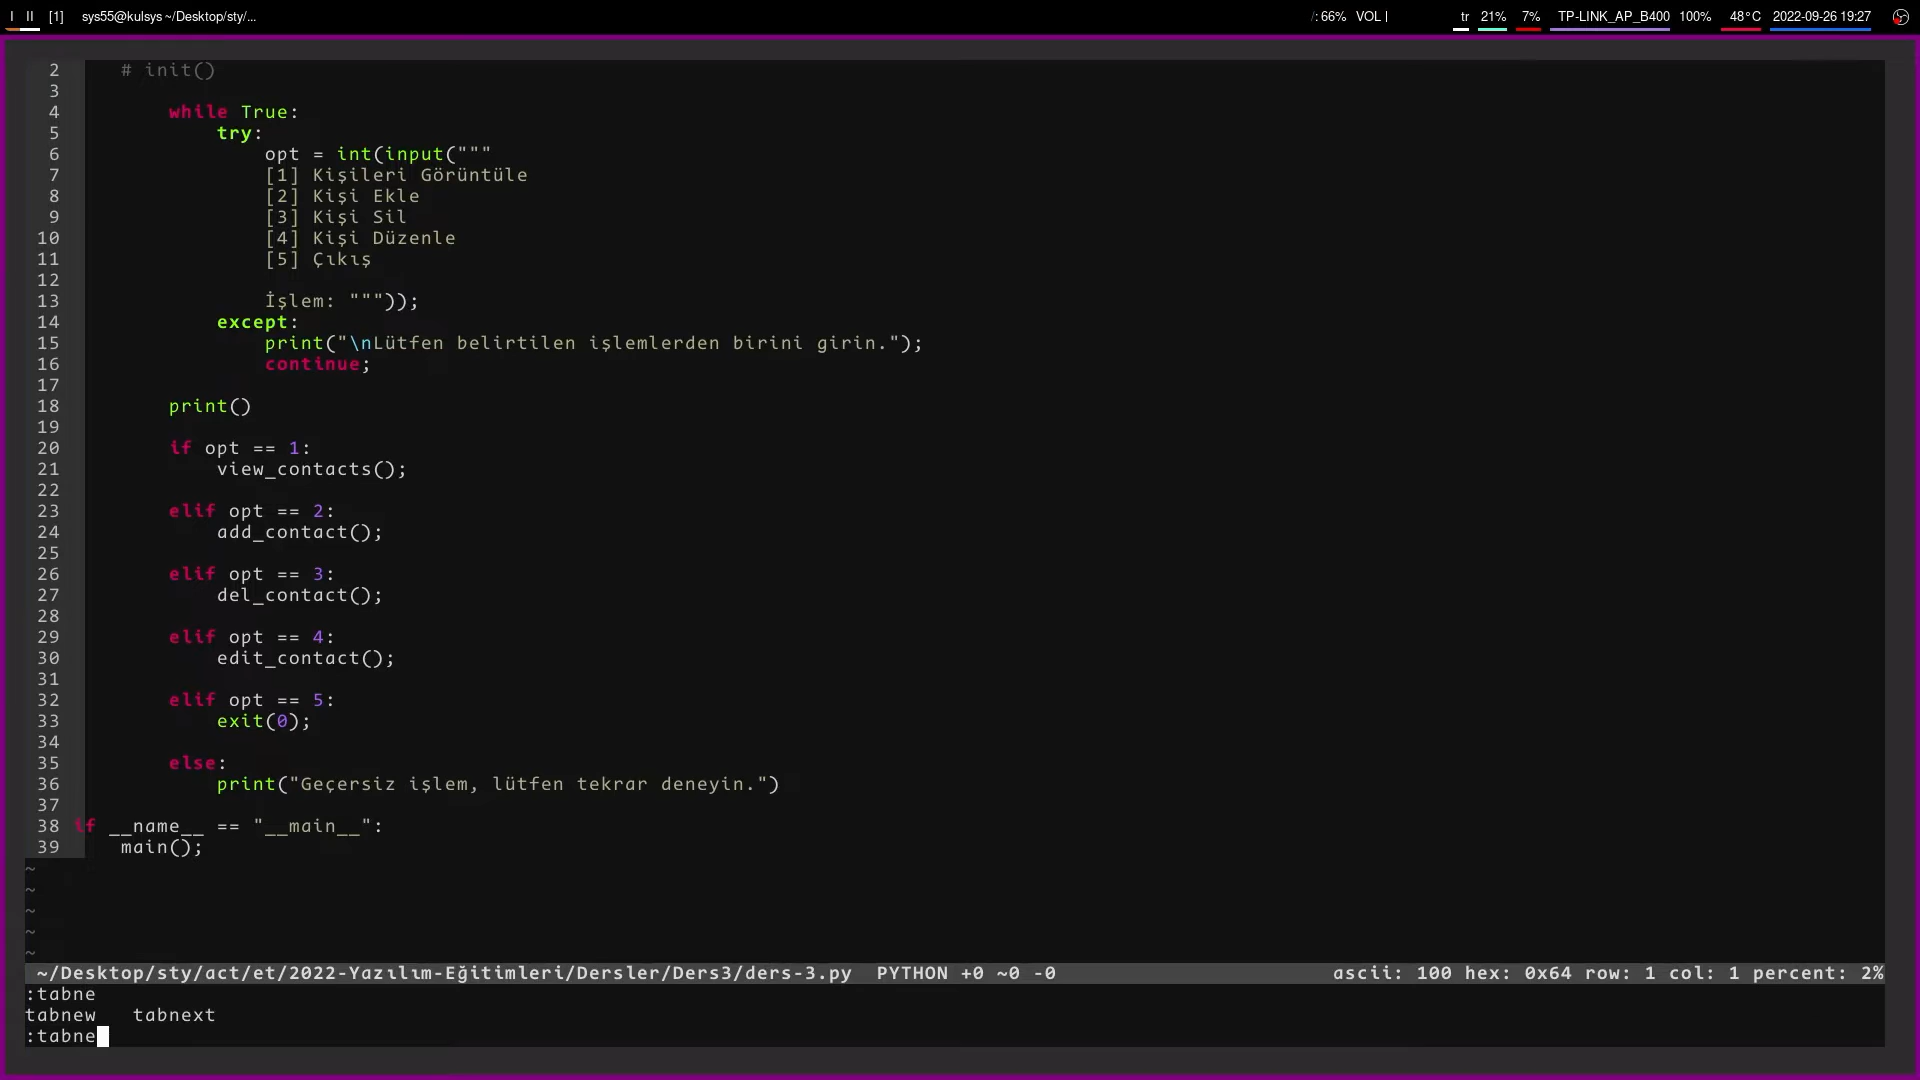 I II [1] sys55@kulsys ~/Desktop/sty/... /: 66% VOL | tr 21% 7% TP-LINK_AP_B400 100% 48°C 2022-09-26 19:27
2 # init()
3
4 while True:
5 try:
6 opt = int(input("""
7 [1] Kişileri Görüntüle
8 [2] Kişi Ekle
9 [3] Kişi Sil
10 [4] Kişi Düzenle
11 [5] Çıkış
12
13 İşlem: """));
14 except:
15 print("\nLütfen belirtilen işlemlerden birini girin.");
16 continue;
17
18 print()
19
20 if opt == 1:
21 view_contacts();
22
23 elif opt == 2:
24 add_contact();
25
26 elif opt == 3:
27 del_contact();
28
29 elif opt == 4:
30 edit_contact();
31
32 elif opt == 5:
33 exit(0);
34
35 else:
36 print("Geçersiz işlem, lütfen tekrar deneyin.")
37
38 if __name__ == "__main__":
39 main();
~
~
~
~
~
~/Desktop/sty/act/et/2022-Yazılım-Eğitimleri/Dersler/Ders3/ders-3.py PYTHON +0 ~0 -0 ascii: 100 hex: 0x64 row: 1 col: 1 percent: 2%
:tabne
tabnew tabnext
:tabne